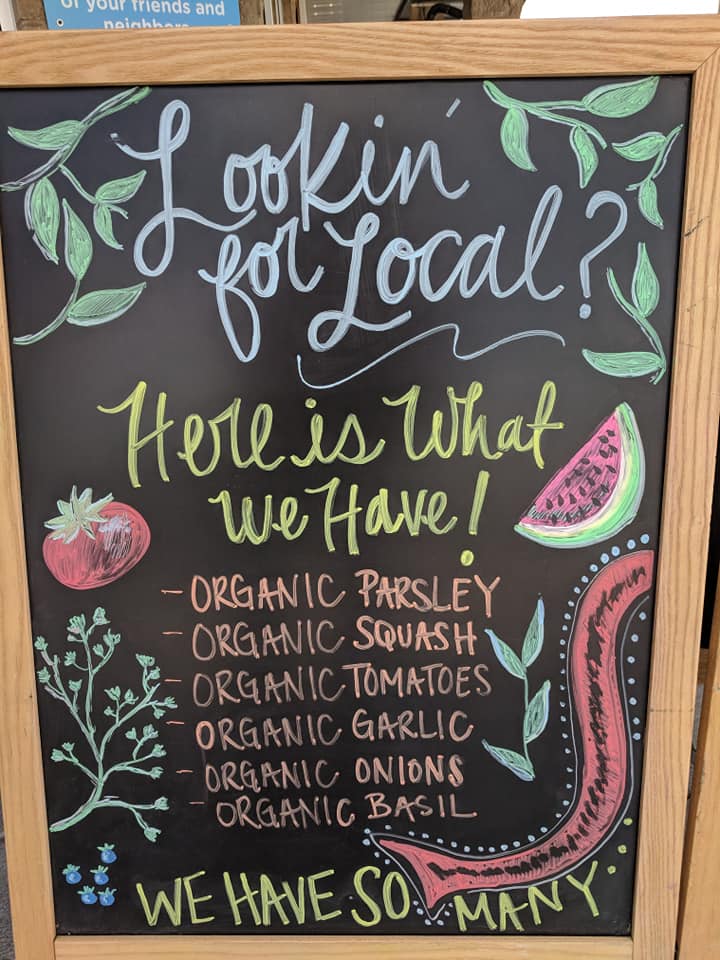 of your friends and
neighbors
Lookin'
for Local?
Here is What
we Have!
- ORGANIC PARSLEY
- ORGANIC SQUASH
- ORGANIC TOMATOES
- ORGANIC GARLIC
- ORGANIC ONIONS
- ORGANIC BASIL
WE HAVE SO MANY